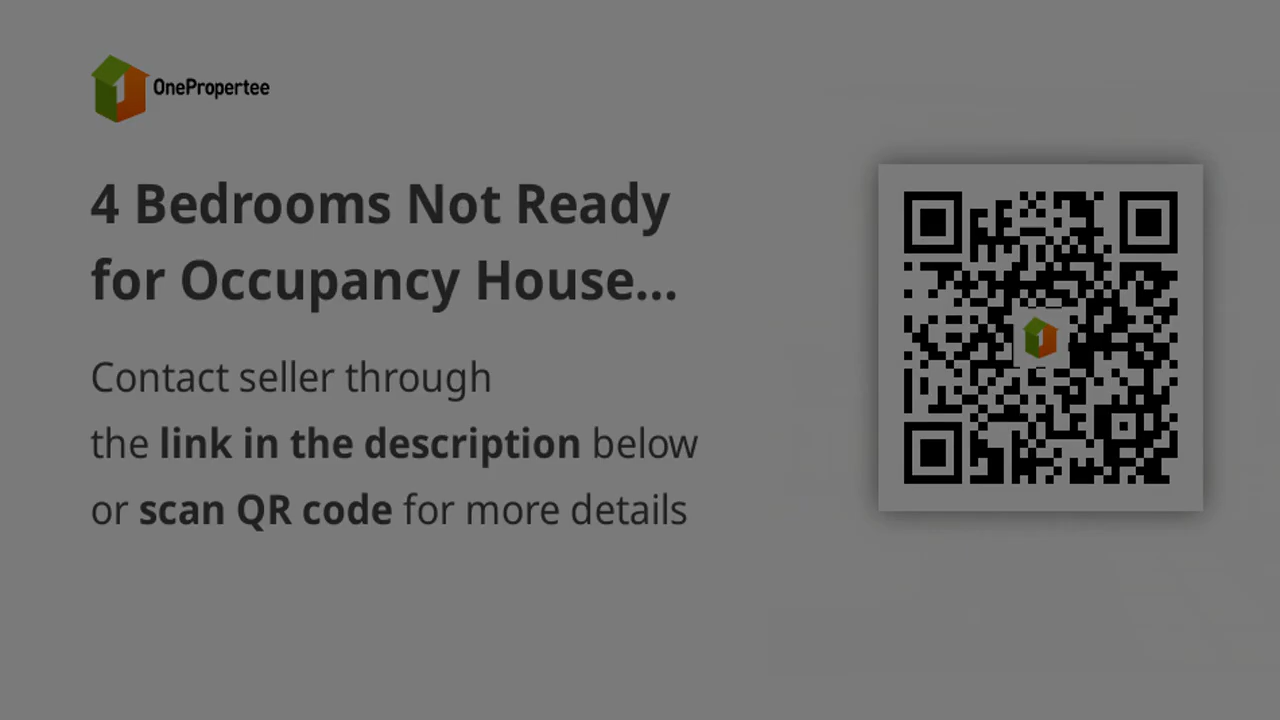 OnePropertee
4 Bedrooms Not Ready
for Occupancy House...
Contact seller through
the link in the description below
or scan QR code for more details